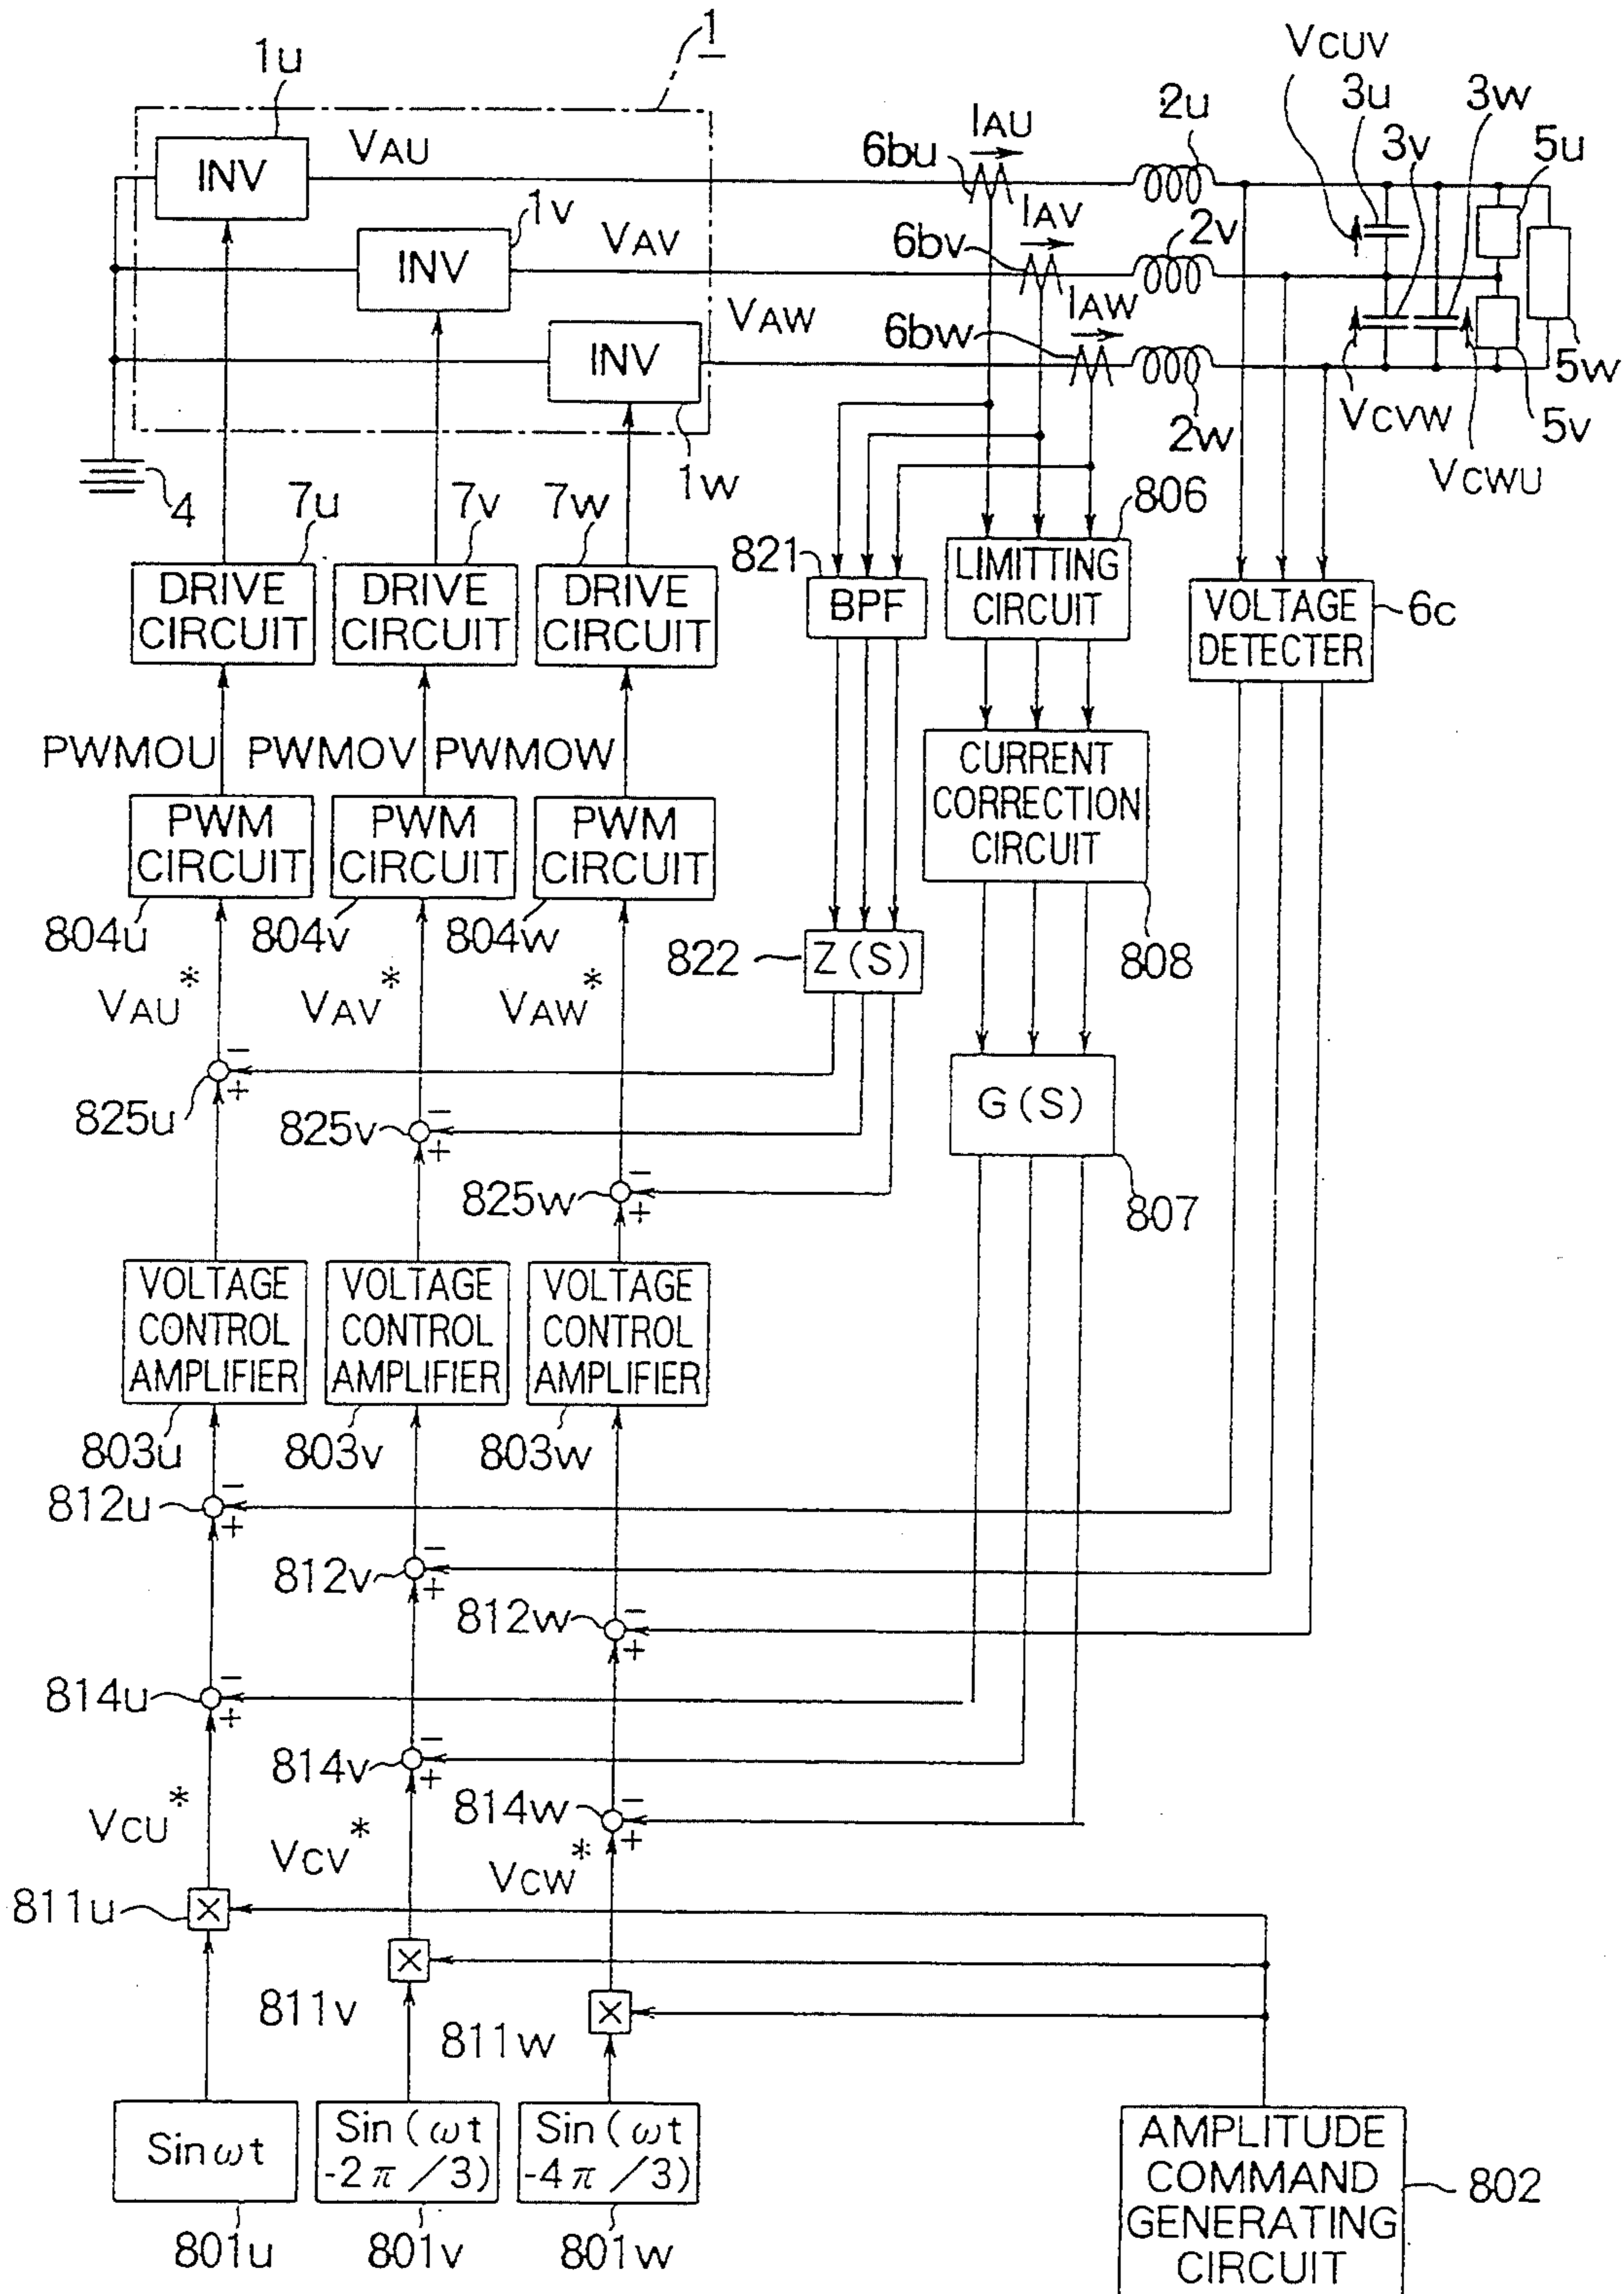 1
1u
VCUV
3u
3w
2u
IAU
VAU
6bu
3v
5u
INV
1v
IAV
VAV
6bv
2v
INV
VAW
IAW
6bw
INV
5w
VCVW
5v
2w
1w
VCWU
4
7u
7v
7w
806
821
DRIVE
CIRCUIT
DRIVE
CIRCUIT
DRIVE
CIRCUIT
BPF
LIMITTING
CIRCUIT
VOLTAGE
DETECTER
6c
PWMOU
PWMOV
PWMOW
CURRENT
CORRECTION
CIRCUIT
PWM
CIRCUIT
PWM
CIRCUIT
PWM
CIRCUIT
804u
804v
804w
822
Z(S)
808
VAU*
VAV*
VAW*
−
+
825u
−
+
825v
−
+
825w
G(S)
807
VOLTAGE
CONTROL
AMPLIFIER
VOLTAGE
CONTROL
AMPLIFIER
VOLTAGE
CONTROL
AMPLIFIER
803u
803v
803w
812u
−
+
812v
−
+
812w
−
+
814u
−
+
814v
−
+
814w
−
+
VCU*
VCV*
VCW*
811u
×
×
811v
×
811w
Sinωt
Sin(ωt
-2π/3)
Sin(ωt
-4π/3)
AMPLITUDE
COMMAND
GENERATING
CIRCUIT
802
801u
801v
801w